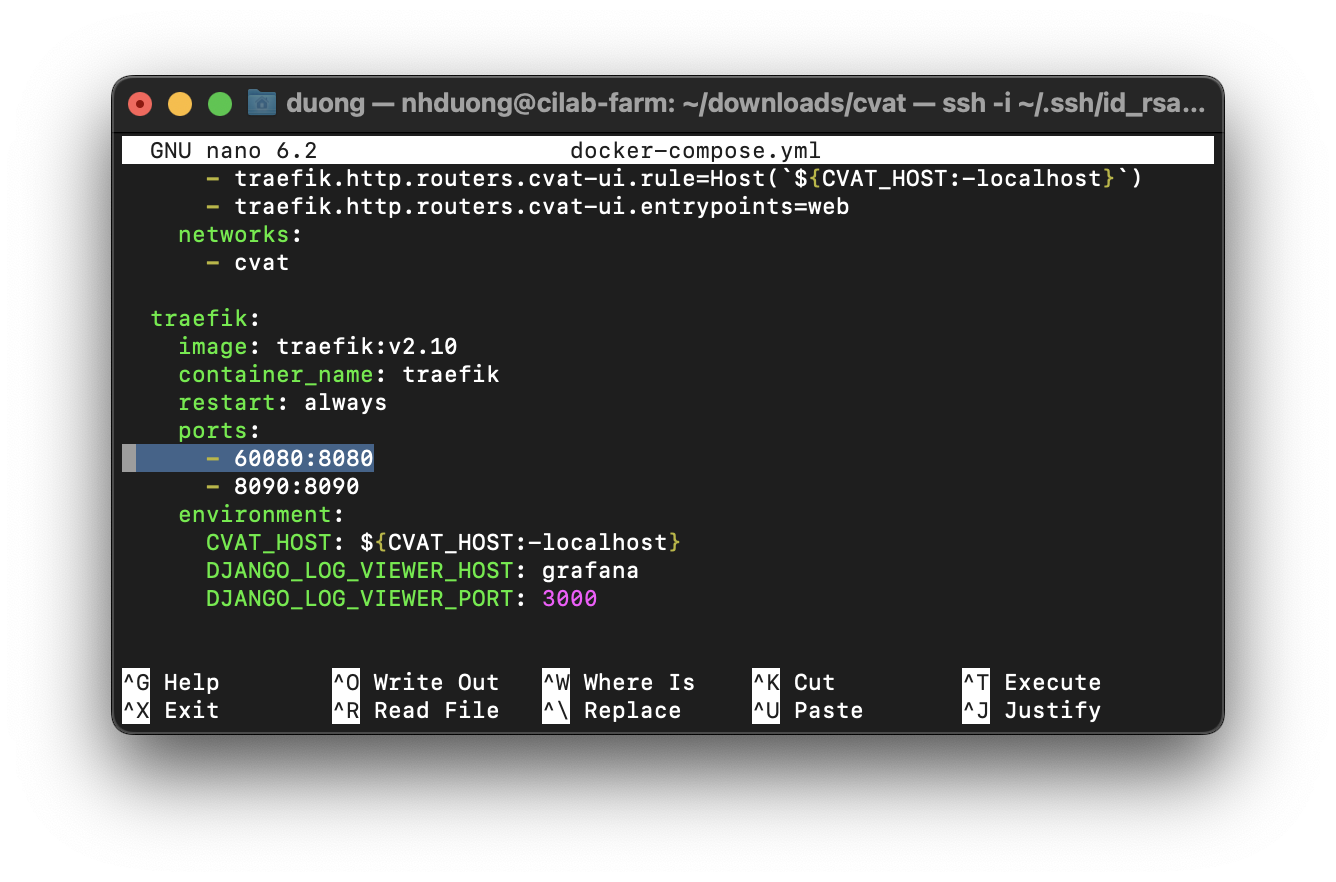 duong — nhduong@cilab-farm: ~/downloads/cvat — ssh -i ~/.ssh/id_rsa...
GNU nano 6.2 docker-compose.yml
- traefik.http.routers.cvat-ui.rule=Host(`${CVAT_HOST:-localhost}`)
- traefik.http.routers.cvat-ui.entrypoints=web
networks:
- cvat
traefik:
image: traefik:v2.10
container_name: traefik
restart: always
ports:
- 60080:8080
- 8090:8090
environment:
CVAT_HOST: ${CVAT_HOST:-localhost}
DJANGO_LOG_VIEWER_HOST: grafana
DJANGO_LOG_VIEWER_PORT: 3000
^G Help ^O Write Out ^W Where Is ^K Cut ^T Execute
^X Exit ^R Read File ^\ Replace ^U Paste ^J Justify